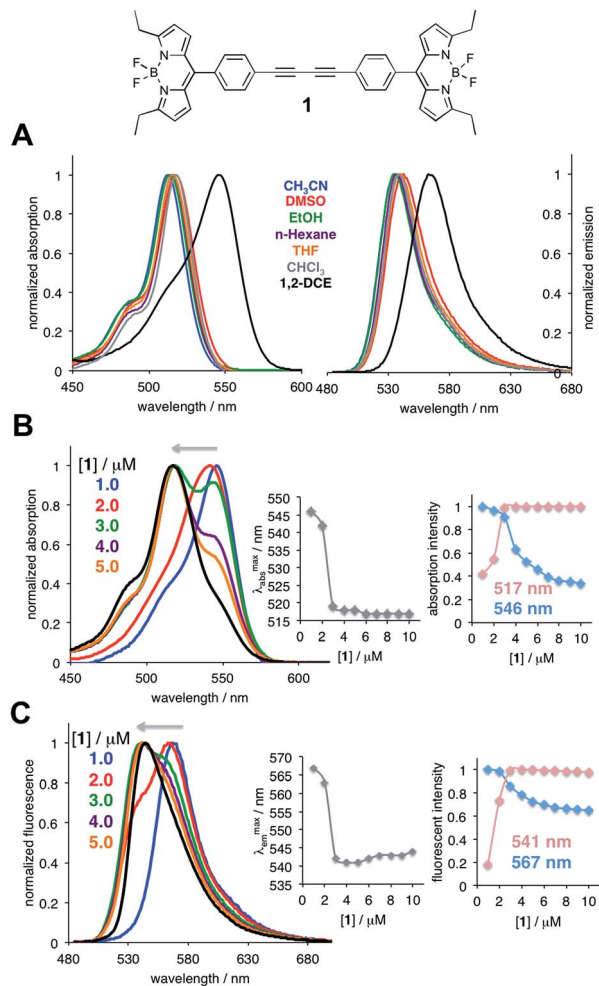 F
B
F
N
N
N
N
B
F
F
1
A
normalized absorption
1
0.8
0.6
0.4
0.2
0
450
500
550
600
wavelength / nm
CH3CN
DMSO
EtOH
n-Hexane
THF
CHCl3
1,2-DCE
1
0.8
0.6
0.4
0.2
0
normalized emission
480
530
580
630
680
wavelength / nm
B
[1] / μM
1.0
2.0
3.0
4.0
5.0
normalized absorption
1
0.8
0.6
0.4
0.2
0
450
500
550
600
wavelength / nm
λabsmax / nm
550
545
540
535
530
525
520
515
0 2 4 6 8 10
[1] / μM
absorption intensity
1
0.8
0.6
0.4
0.2
0
517 nm
546 nm
0 2 4 6 8 10
[1] / μM
C
[1] / μM
1.0
2.0
3.0
4.0
5.0
normalized fluorescence
1
0.8
0.6
0.4
0.2
0
480
530
580
630
wavelength / nm
λemmax / nm
570
565
560
555
550
545
540
535
0 2 4 6 8 10
[1] / μM
fluorescent intensity
1
0.8
0.6
0.4
0.2
0
541 nm
567 nm
0 2 4 6 8 10
[1] / μM